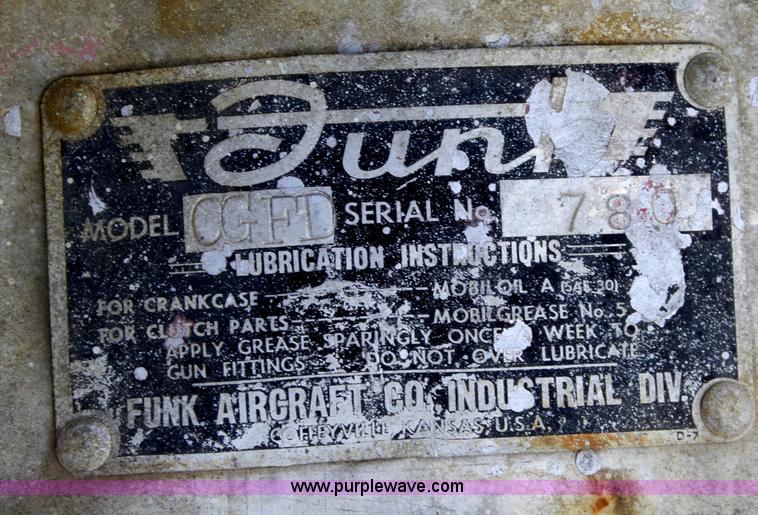 Funk
MODEL CGFD SERIAL No. 780
LUBRICATION INSTRUCTIONS
FOR CRANKCASE — MOBILOIL A (SAE 30)
FOR CLUTCH PARTS — MOBILGREASE No. 5
APPLY GREASE SPARINGLY ONCE A WEEK TO
GUN FITTINGS - DO NOT OVER LUBRICATE
FUNK AIRCRAFT CO. INDUSTRIAL DIV.
COFFEYVILLE KANSAS U.S.A.
D-7
www.purplewave.com